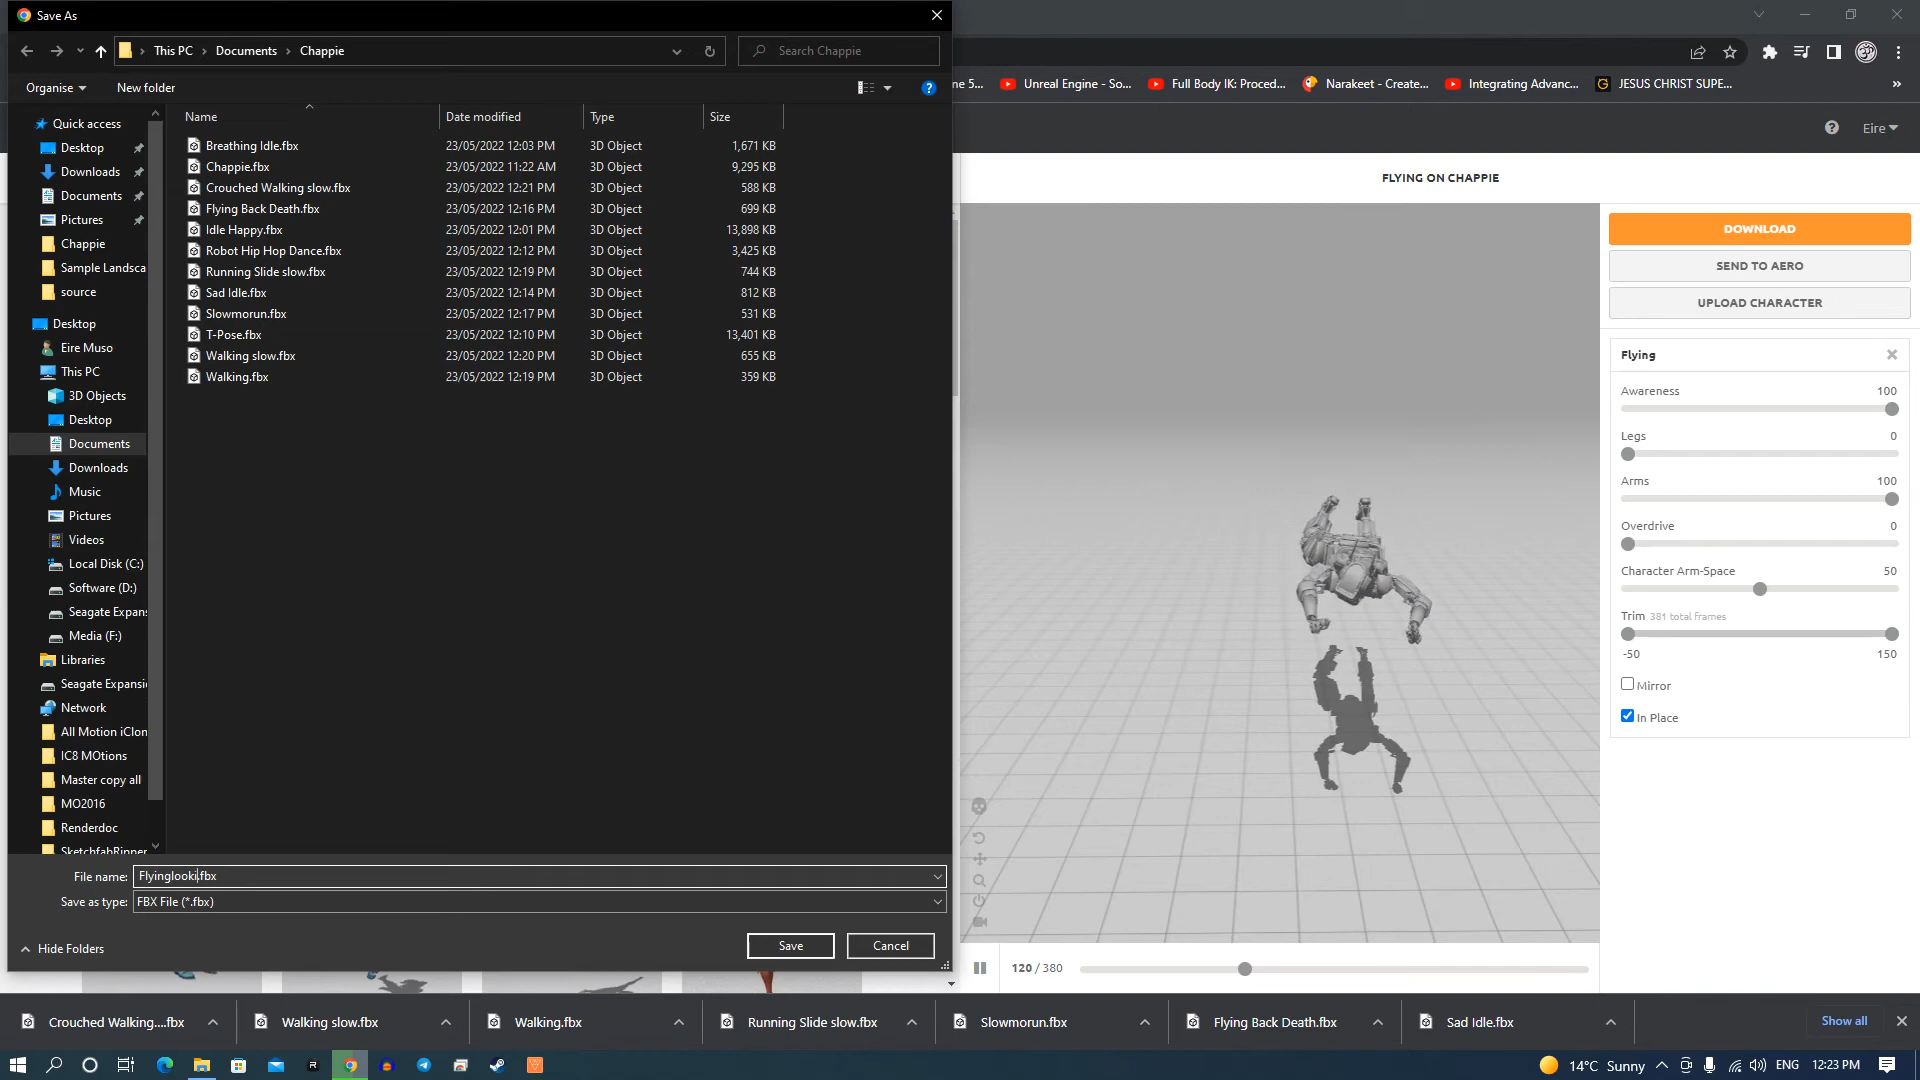 Save As
This PC > Documents > Chappie
Search Chappie
Organise
New folder
Name
Date modified
Type
Size
Breathing Idle.fbx 23/05/2022 12:03 PM 3D Object 1,671 KB
Chappie.fbx 23/05/2022 11:22 AM 3D Object 9,295 KB
Crouched Walking slow.fbx 23/05/2022 12:21 PM 3D Object 588 KB
Flying Back Death.fbx 23/05/2022 12:16 PM 3D Object 699 KB
Idle Happy.fbx 23/05/2022 12:01 PM 3D Object 13,898 KB
Robot Hip Hop Dance.fbx 23/05/2022 12:12 PM 3D Object 3,425 KB
Running Slide slow.fbx 23/05/2022 12:19 PM 3D Object 744 KB
Sad Idle.fbx 23/05/2022 12:14 PM 3D Object 812 KB
Slowmorun.fbx 23/05/2022 12:17 PM 3D Object 531 KB
T-Pose.fbx 23/05/2022 12:10 PM 3D Object 13,401 KB
Walking slow.fbx 23/05/2022 12:20 PM 3D Object 655 KB
Walking.fbx 23/05/2022 12:19 PM 3D Object 359 KB
Quick access
Desktop
Downloads
Documents
Pictures
Chappie
Sample Landsca
source
Desktop
Eire Muso
This PC
3D Objects
Desktop
Documents
Downloads
Music
Pictures
Videos
Local Disk (C:)
Software (D:)
Seagate Expans
Media (F:)
Libraries
Seagate Expansi
Network
All Motion iClon
IC8 MOtions
Master copy all
MO2016
Renderdoc
SketchfabRipper
File name: Flyinglooki.fbx
Save as type: FBX File (*.fbx)
Hide Folders
Save
Cancel
ne 5...
Unreal Engine - So...
Full Body IK: Proced...
Narakeet - Create...
Integrating Advanc...
JESUS CHRIST SUPE...
»
Eire
FLYING ON CHAPPIE
DOWNLOAD
SEND TO AERO
UPLOAD CHARACTER
Flying
Awareness 100
Legs 0
Arms 100
Overdrive 0
Character Arm-Space 50
Trim 381 total frames
-50 150
Mirror
In Place
120 / 380
Crouched Walking....fbx
Walking slow.fbx
Walking.fbx
Running Slide slow.fbx
Slowmorun.fbx
Flying Back Death.fbx
Sad Idle.fbx
Show all
14°C Sunny
ENG
12:23 PM